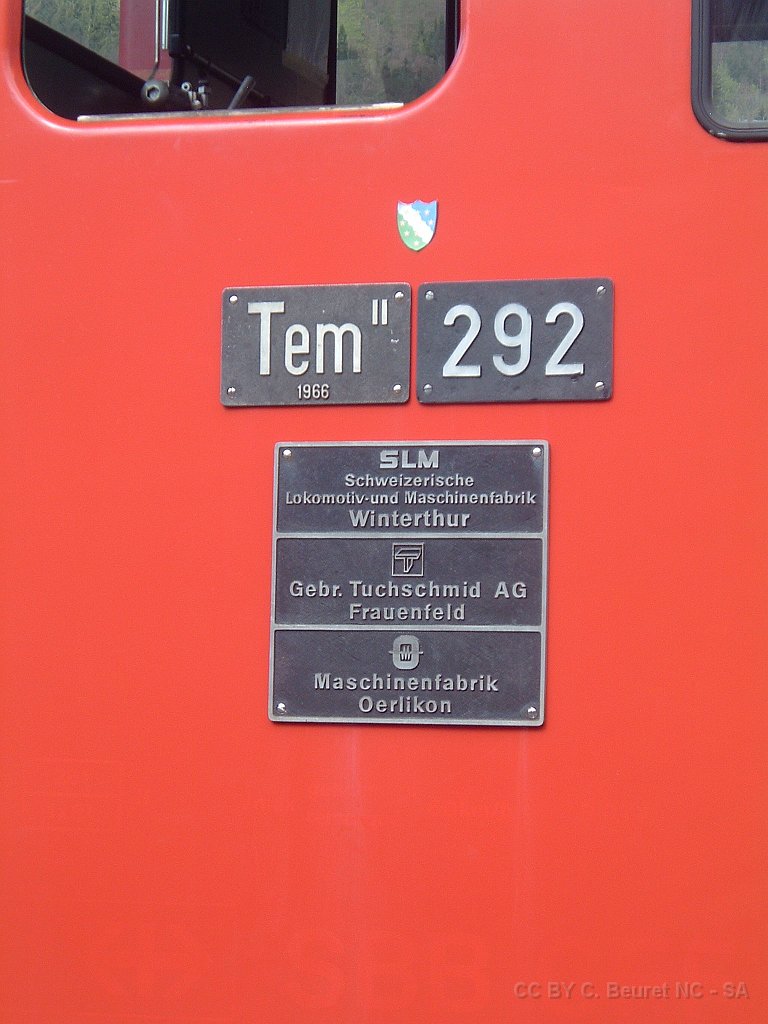 Tem II
1966
292
SLM
Schweizerische
Lokomotiv-und Maschinenfabrik
Winterthur
Gebr. Tuchschmid AG
Frauenfeld
Maschinenfabrik
Oerlikon
CC BY C. Beuret NC - SA